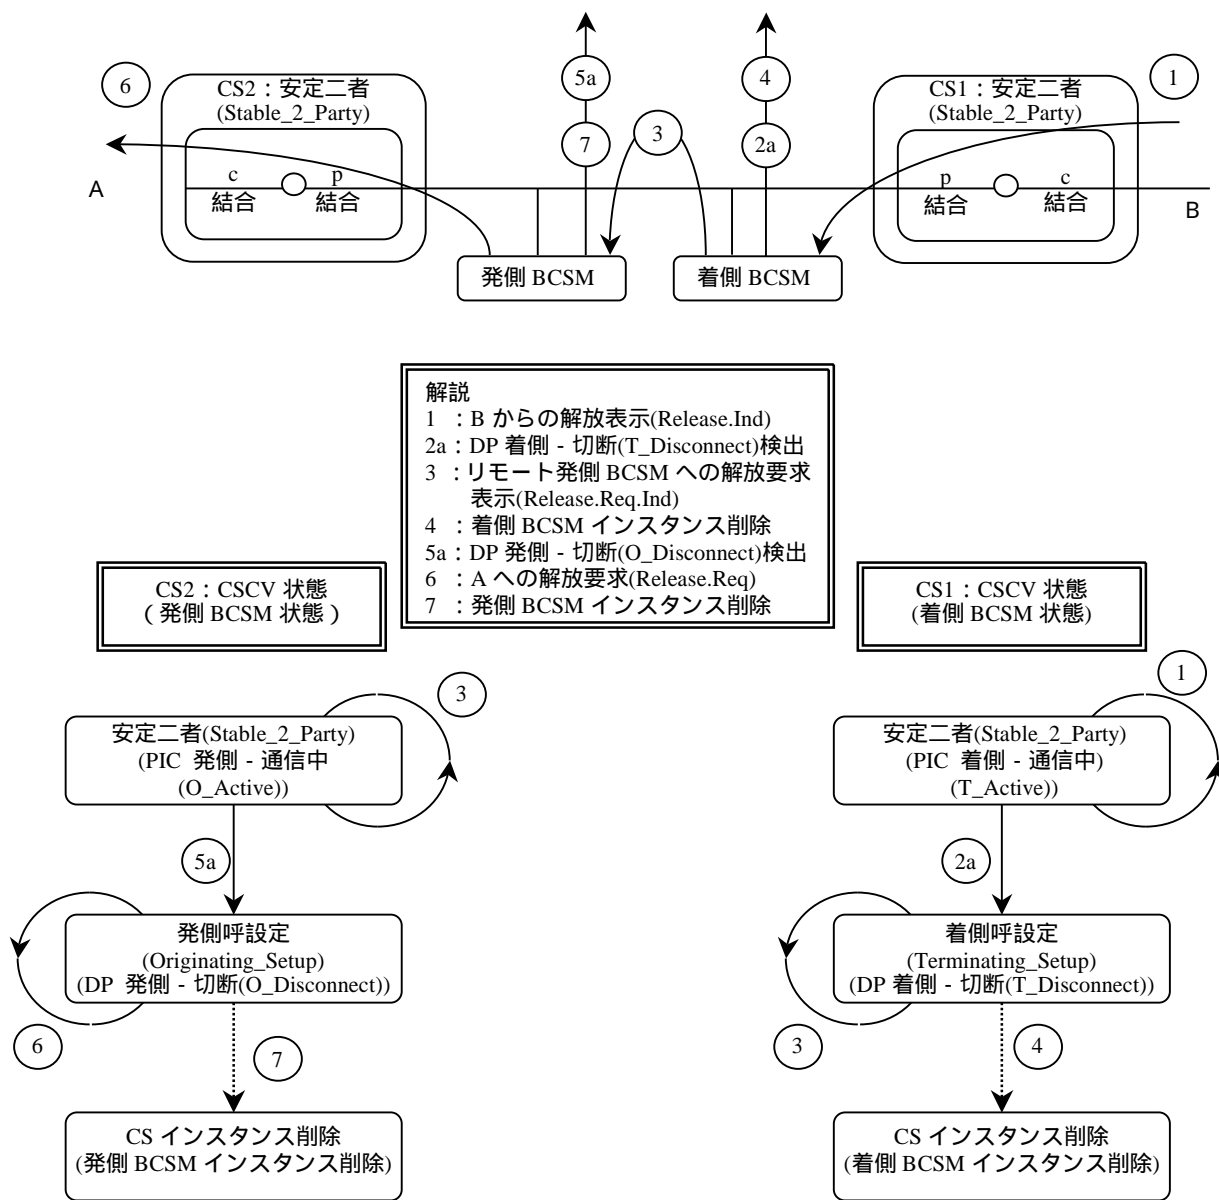 6
CS2：安定二者
(Stable_2_Party)
5a
7
3
4
2a
CS1：安定二者
(Stable_2_Party)
1
A
c
結合
p
結合
p
結合
c
結合
B
発側 BCSM
着側 BCSM
解説
1 ：B からの解放表示(Release.Ind)
2a：DP 着側 - 切断(T_Disconnect)検出
3 ：リモート発側 BCSM への解放要求
表示(Release.Req.Ind)
4 ：着側 BCSM インスタンス削除
5a：DP 発側 - 切断(O_Disconnect)検出
6 ：A への解放要求(Release.Req)
7 ：発側 BCSM インスタンス削除
CS2：CSCV 状態
（発側 BCSM 状態）
CS1：CSCV 状態
(着側 BCSM 状態)
3
安定二者(Stable_2_Party)
(PIC 発側 - 通信中
(O_Active))
5a
発側呼設定
(Originating_Setup)
(DP 発側 - 切断(O_Disconnect))
6
7
CS インスタンス削除
(発側 BCSM インスタンス削除)
1
安定二者(Stable_2_Party)
(PIC 着側 - 通信中)
(T_Active))
2a
着側呼設定
(Terminating_Setup)
(DP 着側 - 切断(T_Disconnect))
3
4
CS インスタンス削除
(着側 BCSM インスタンス削除)